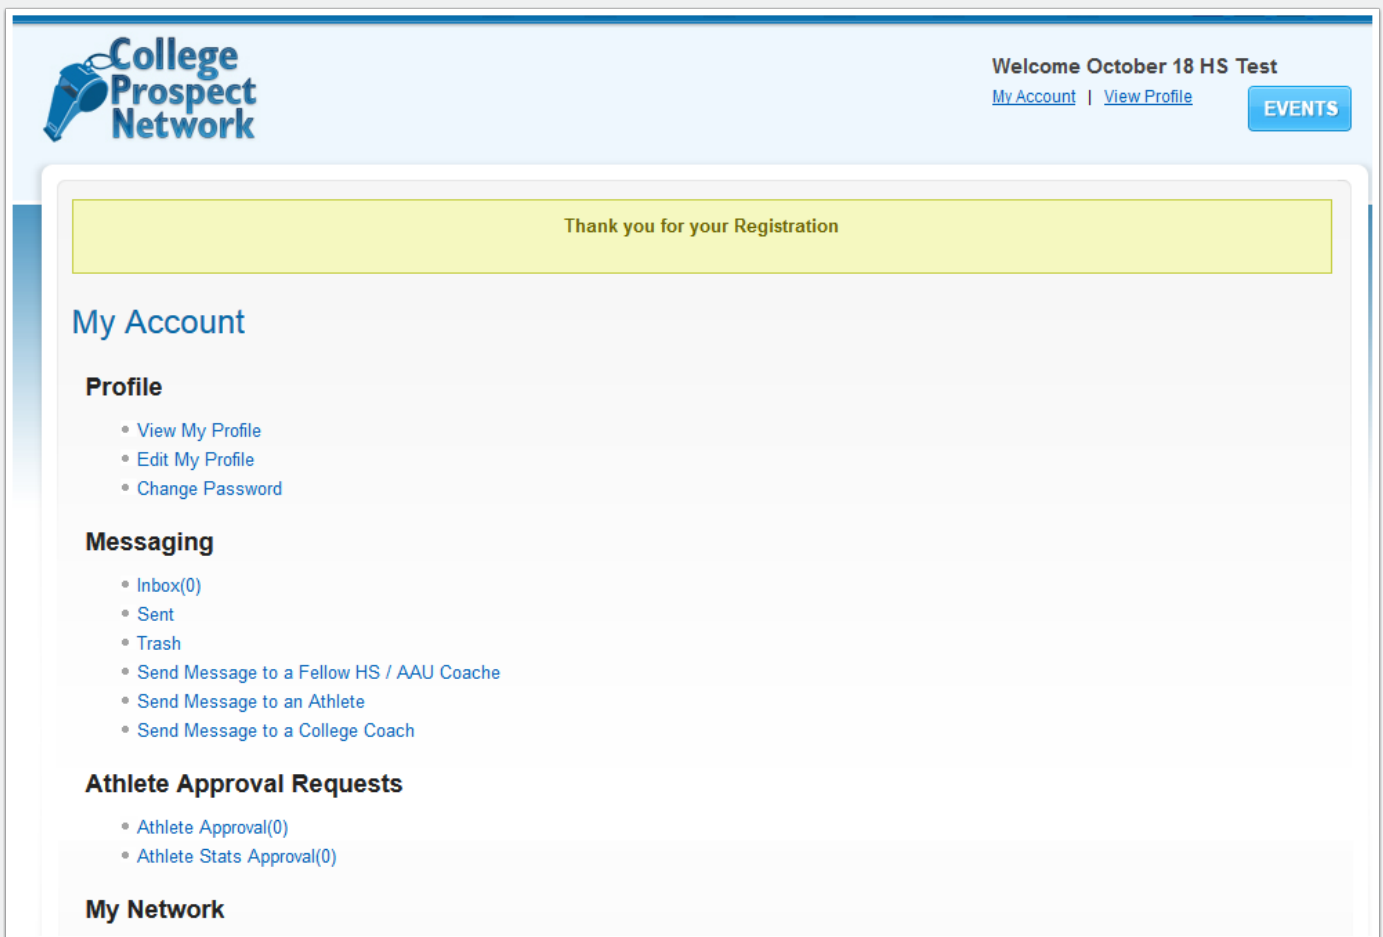 College
Prospect
Network
Welcome October 18 HS Test
My Account | View Profile
EVENTS
Thank you for your Registration
My Account
Profile
View My Profile
Edit My Profile
Change Password
Messaging
Inbox(0)
Sent
Trash
Send Message to a Fellow HS / AAU Coache
Send Message to an Athlete
Send Message to a College Coach
Athlete Approval Requests
Athlete Approval(0)
Athlete Stats Approval(0)
My Network